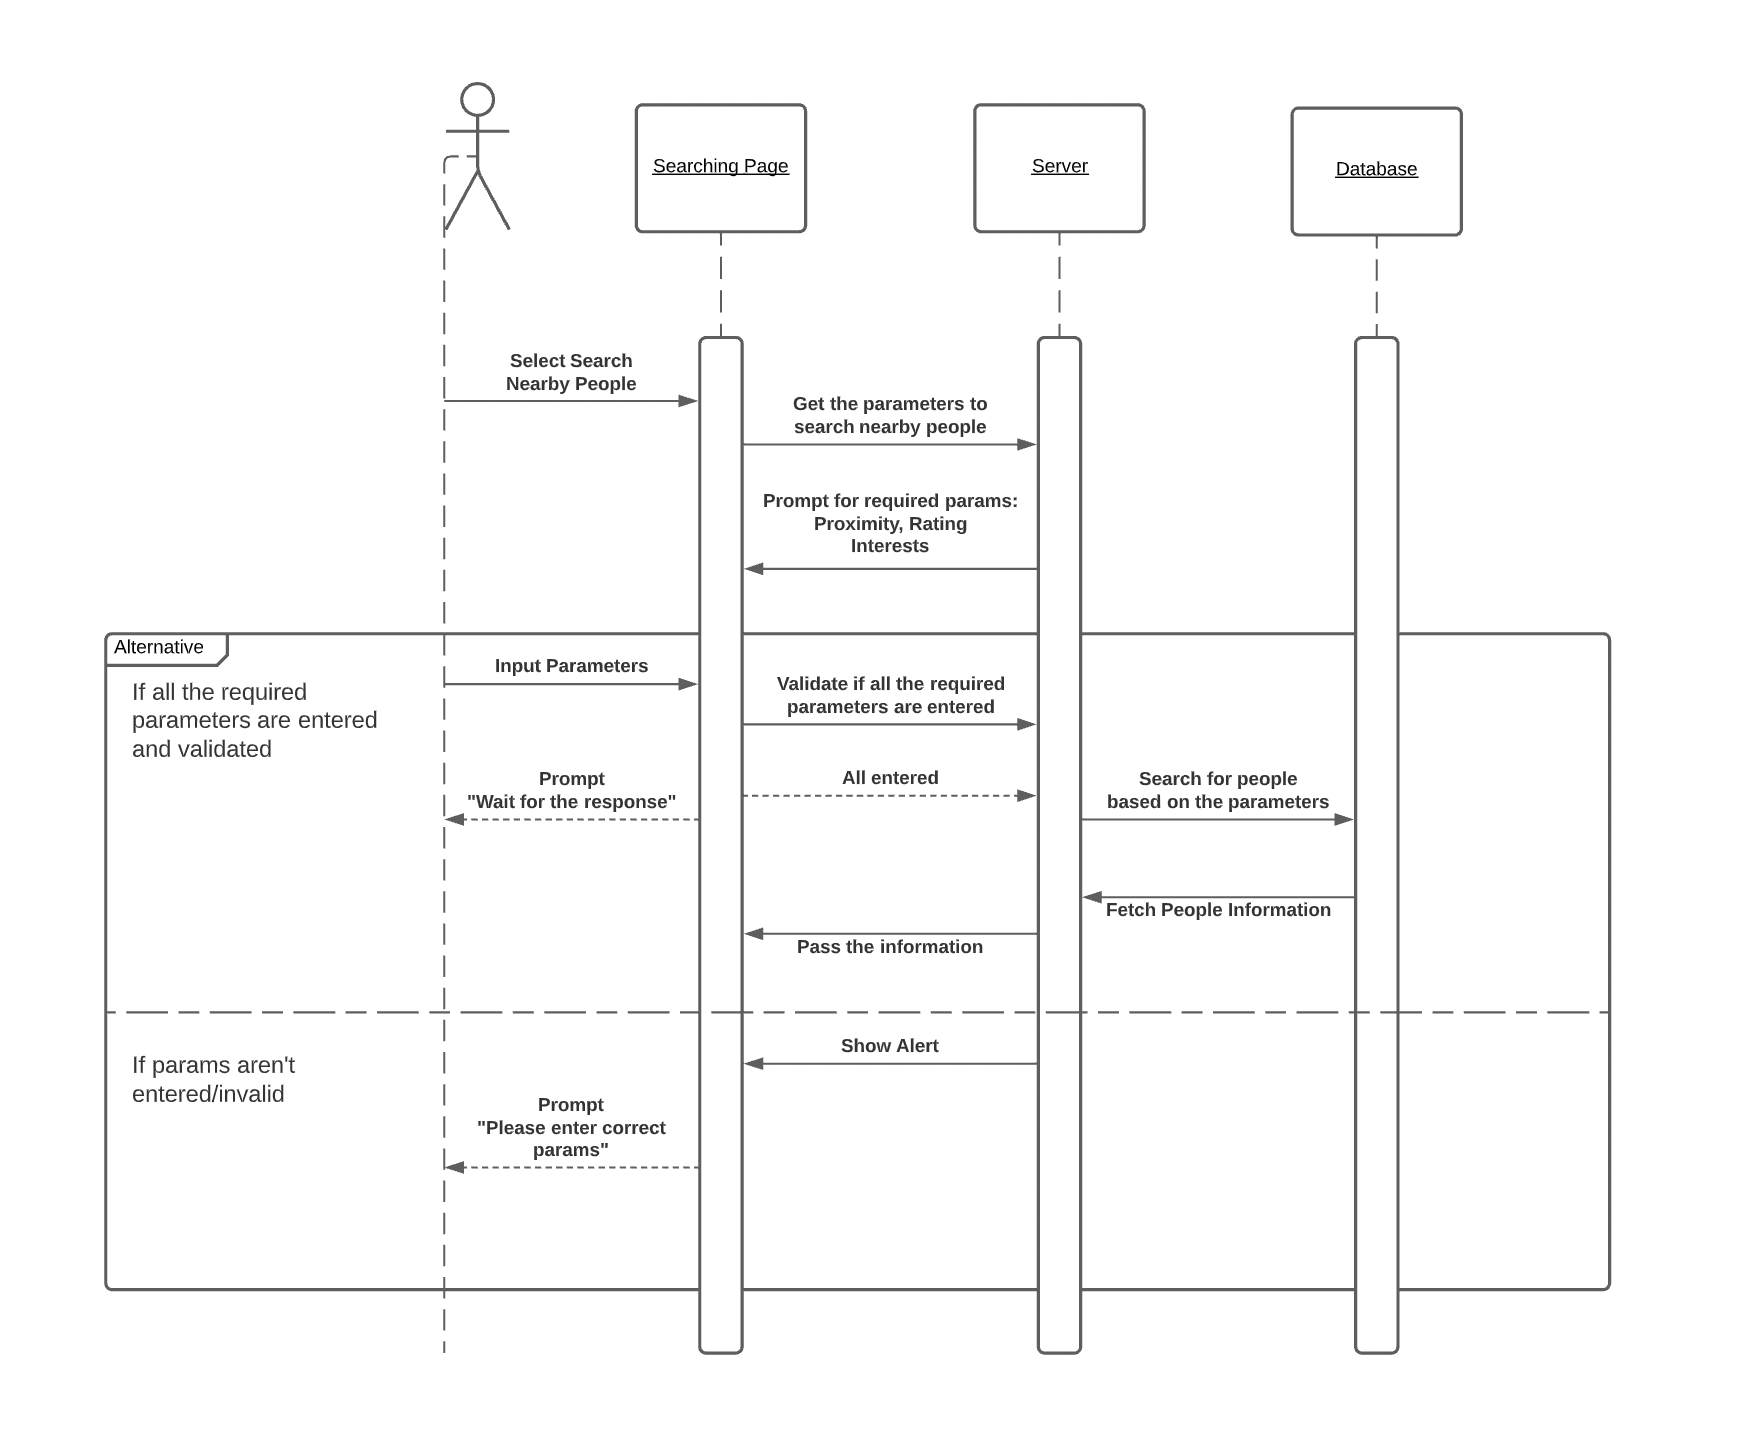 Searching Page
Server
Database
Select Search
Nearby People
Get the parameters to
search nearby people
Prompt for required params:
Proximity, Rating
Interests
Alternative
If all the required
parameters are entered
and validated
Input Parameters
Validate if all the required
parameters are entered
Prompt
"Wait for the response"
All entered
Search for people
based on the parameters
Fetch People Information
Pass the information
If params aren't
entered/invalid
Show Alert
Prompt
"Please enter correct
params"